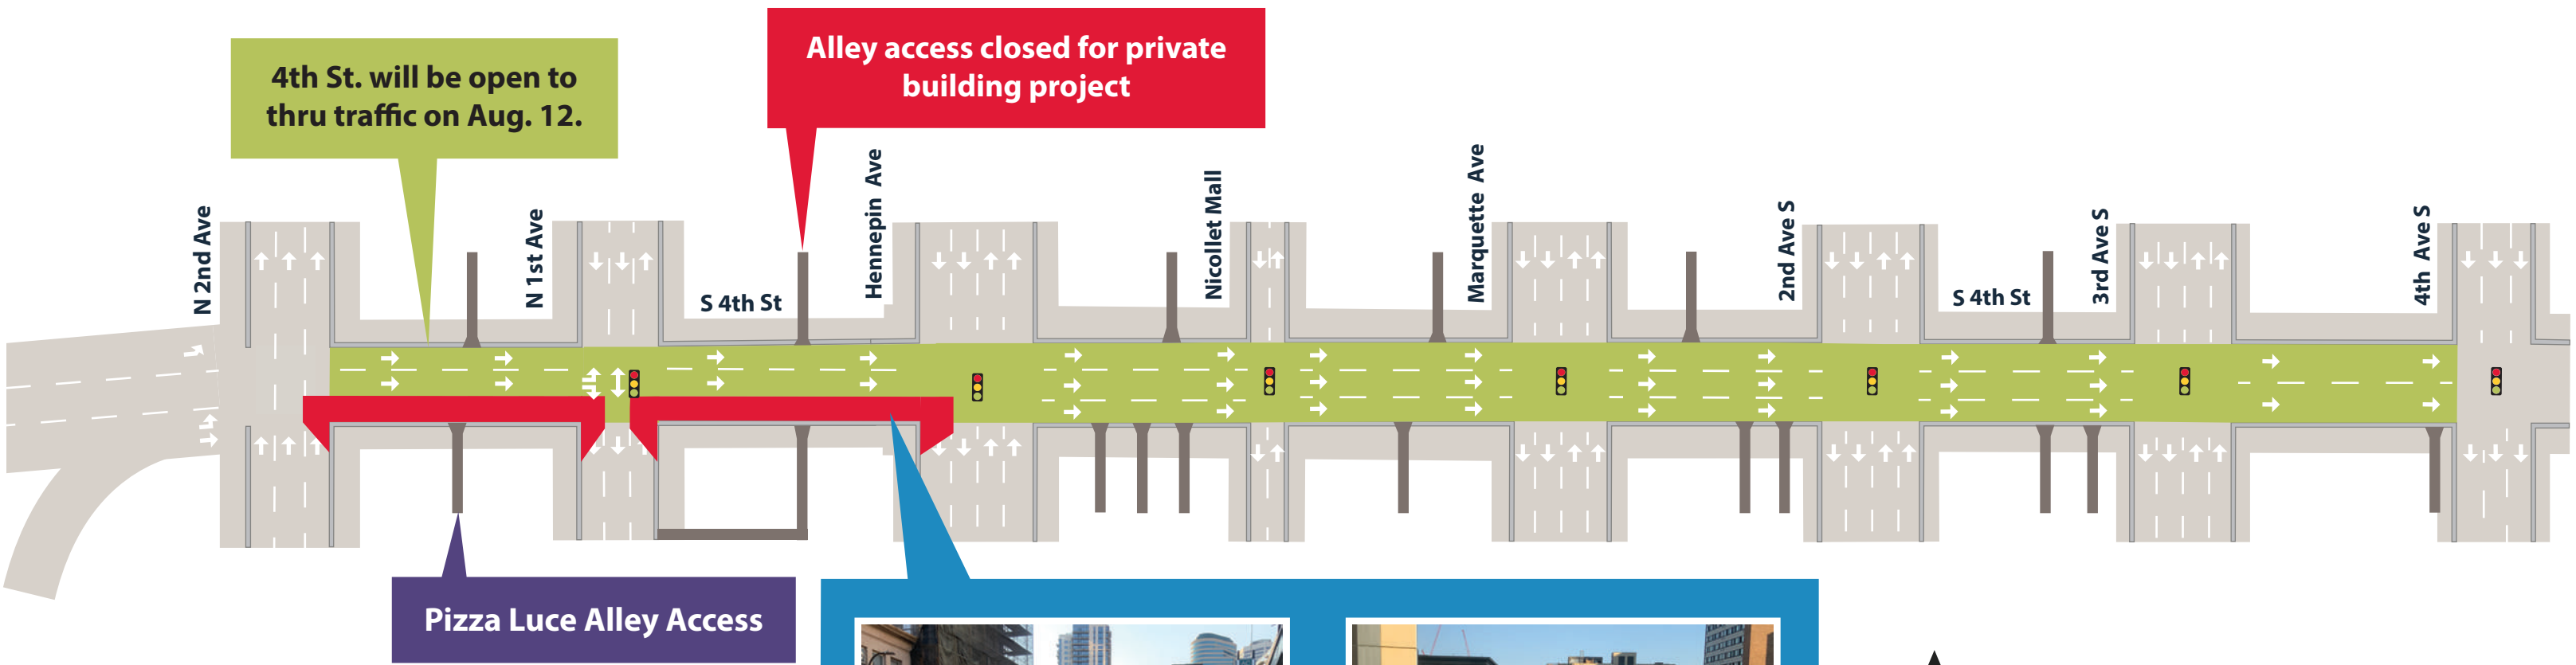 4th St. will be open to
thru traffic on Aug. 12.
Alley access closed for private
building project
N 2nd Ave
N 1st Ave
S 4th St
Hennepin Ave
Nicollet Mall
Marquette Ave
2nd Ave S
S 4th St
3rd Ave S
4th Ave S
Pizza Luce Alley Access